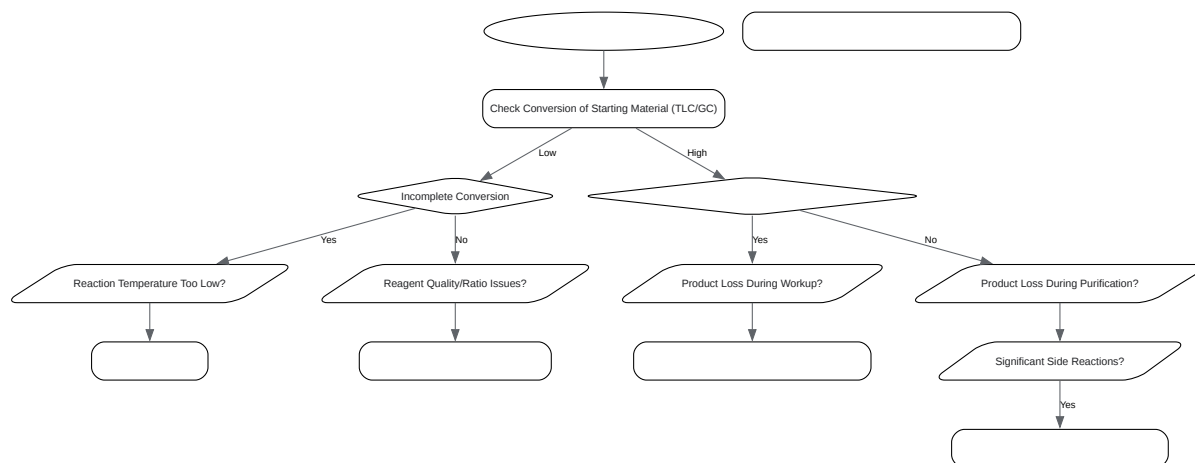 Check Conversion of Starting Material (TLC/GC)
Low
High
Incomplete Conversion
Yes
No
Yes
No
Reaction Temperature Too Low?
Reagent Quality/Ratio Issues?
Product Loss During Workup?
Product Loss During Purification?
Significant Side Reactions?
Yes